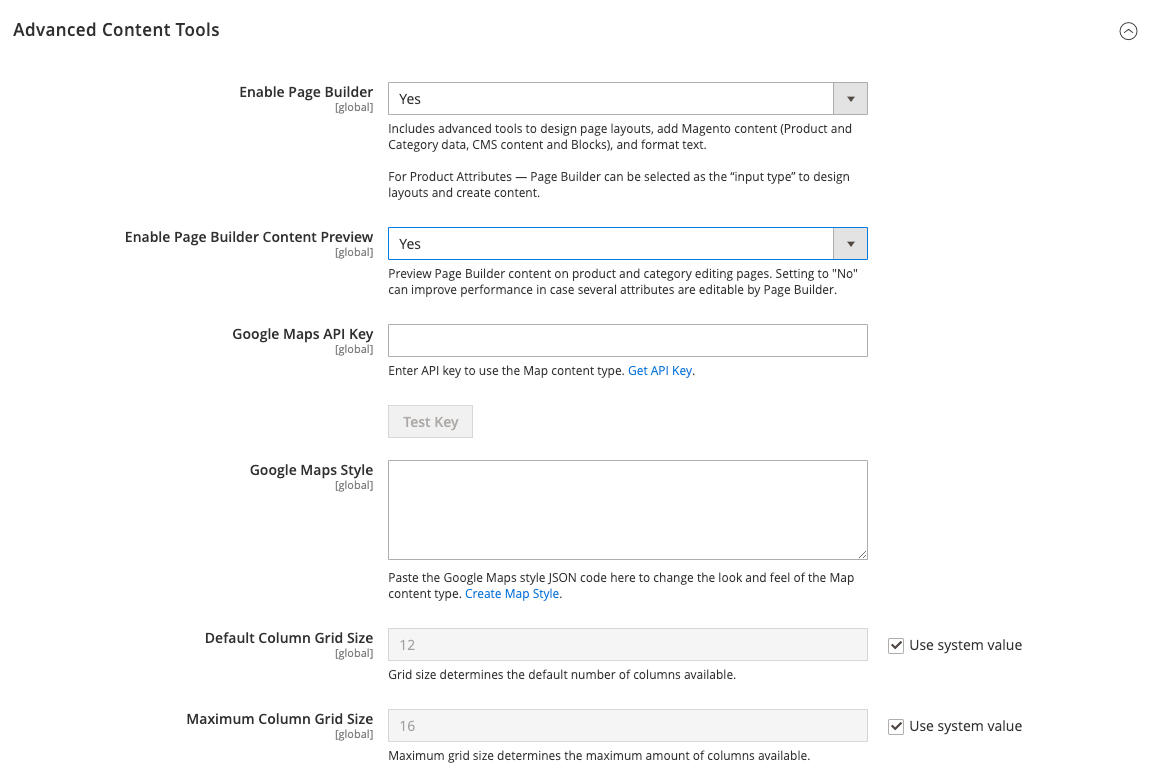 Advanced Content Tools
Enable Page Builder
[global]
Yes
Includes advanced tools to design page layouts, add Magento content (Product and
Category data, CMS content and Blocks), and format text.
For Product Attributes — Page Builder can be selected as the “input type” to design
layouts and create content.
Enable Page Builder Content Preview
[global]
Yes
Preview Page Builder content on product and category editing pages. Setting to "No"
can improve performance in case several attributes are editable by Page Builder.
Google Maps API Key
[global]
Enter API key to use the Map content type. Get API Key.
Test Key
Google Maps Style
[global]
Paste the Google Maps style JSON code here to change the look and feel of the Map
content type. Create Map Style.
Default Column Grid Size
[global]
12
Use system value
Grid size determines the default number of columns available.
Maximum Column Grid Size
[global]
16
Use system value
Maximum grid size determines the maximum amount of columns available.